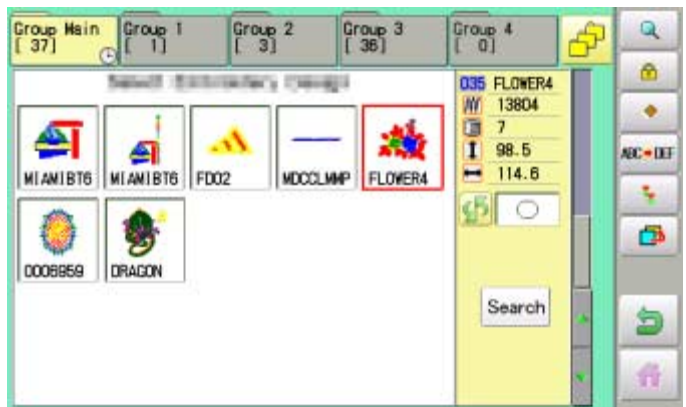 Group Main
[ 37]
Group 1
[ 1]
Group 2
[ 3]
Group 3
[ 36]
Group 4
[ 0]
035 FLOWER4
13804
7
98.5
114.6
MIAMIBT6
MIAMIBT6
FD02
MDCCLMMP
FLOWER4
0006959
DRAGON
Search
ABC DEF